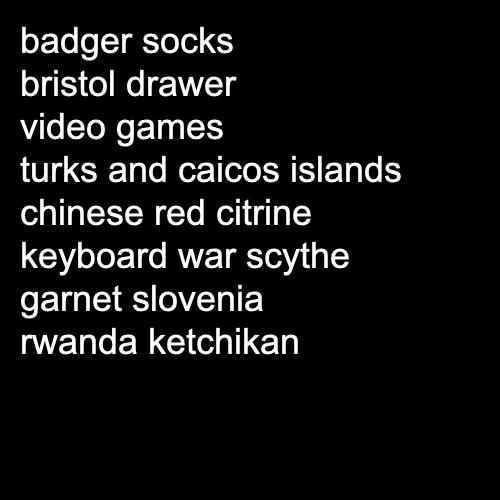 badger socks
bristol drawer
video games
turks and caicos islands
chinese red citrine
keyboard war scythe
garnet slovenia
rwanda ketchikan